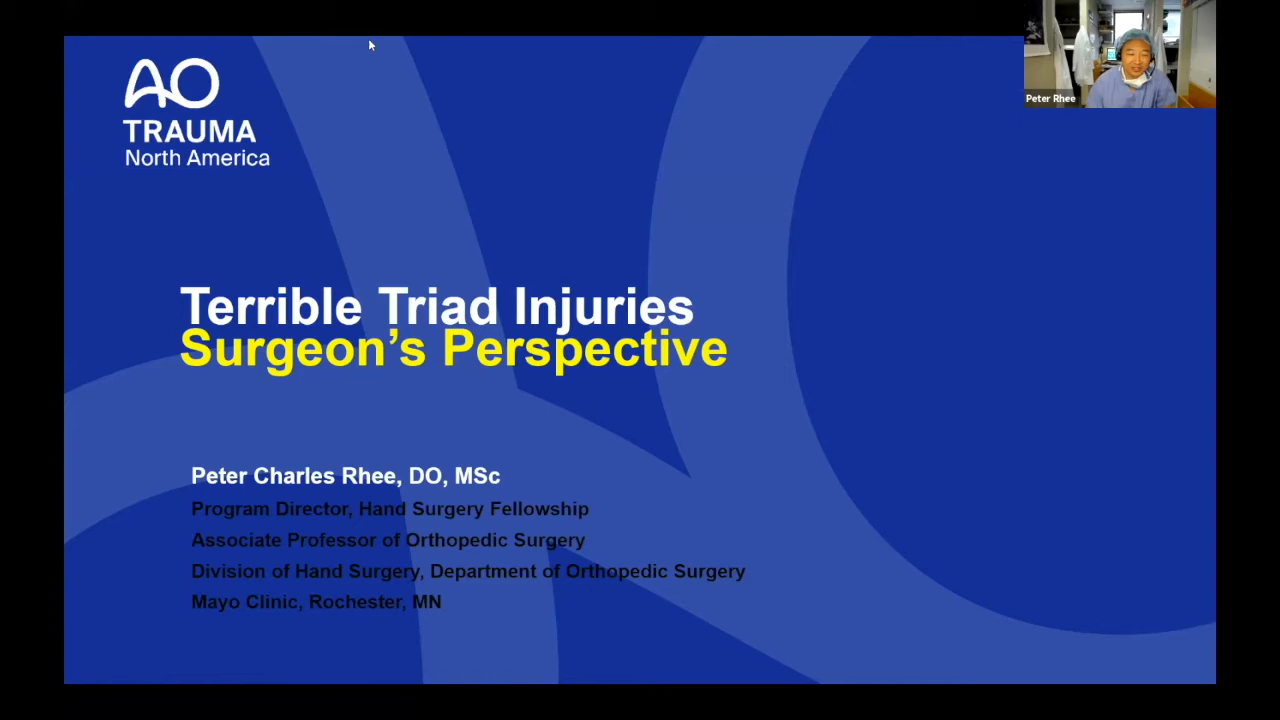 AO
TRAUMA
North America
Peter Rhee
Terrible Triad Injuries
Surgeon’s Perspective
Peter Charles Rhee, DO, MSc
Program Director, Hand Surgery Fellowship
Associate Professor of Orthopedic Surgery
Division of Hand Surgery, Department of Orthopedic Surgery
Mayo Clinic, Rochester, MN